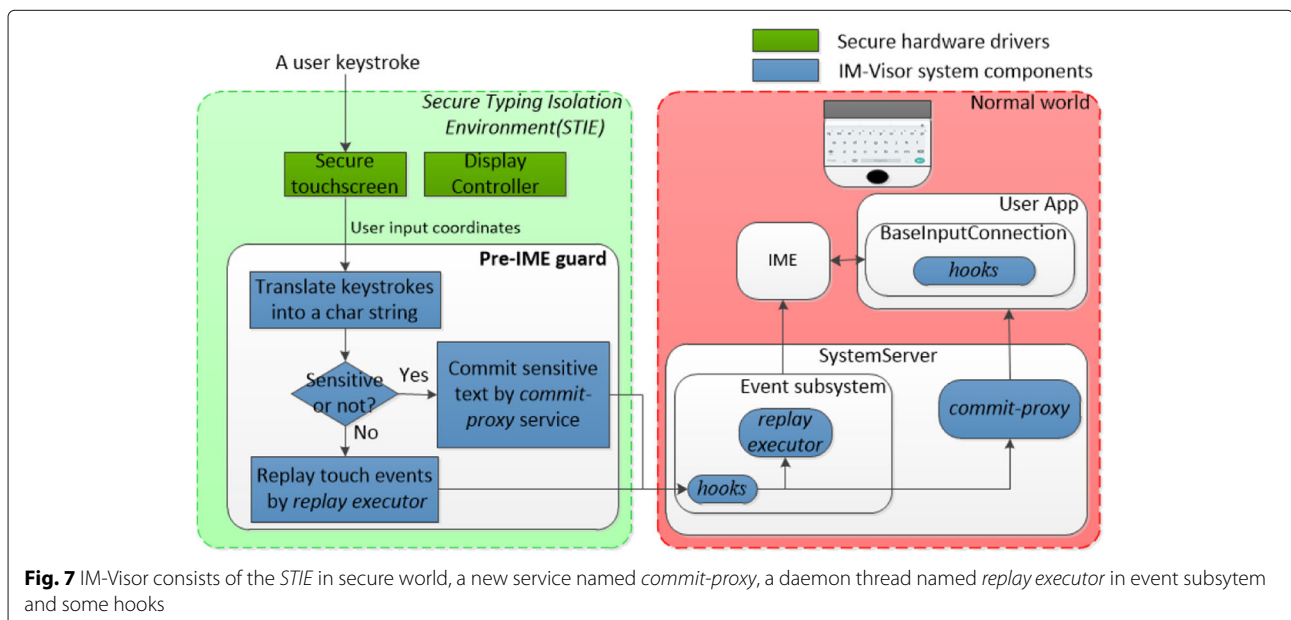 Secure hardware drivers
IM-Visor system components
A user keystroke
Secure Typing Isolation
Environment(STIE)
Secure
touchscreen
Display
Controller
User input coordinates
Pre-IME guard
Translate keystrokes
into a char string
Sensitive
or not?
Yes
No
Commit sensitive
text by commit-
proxy service
Replay touch events
by replay executor
Normal world
User App
BaseInputConnection
hooks
IME
SystemServer
Event subsystem
replay
executor
hooks
commit-proxy
Fig. 7 IM-Visor consists of the STIE in secure world, a new service named commit-proxy, a daemon thread named replay executor in event subsytem
and some hooks